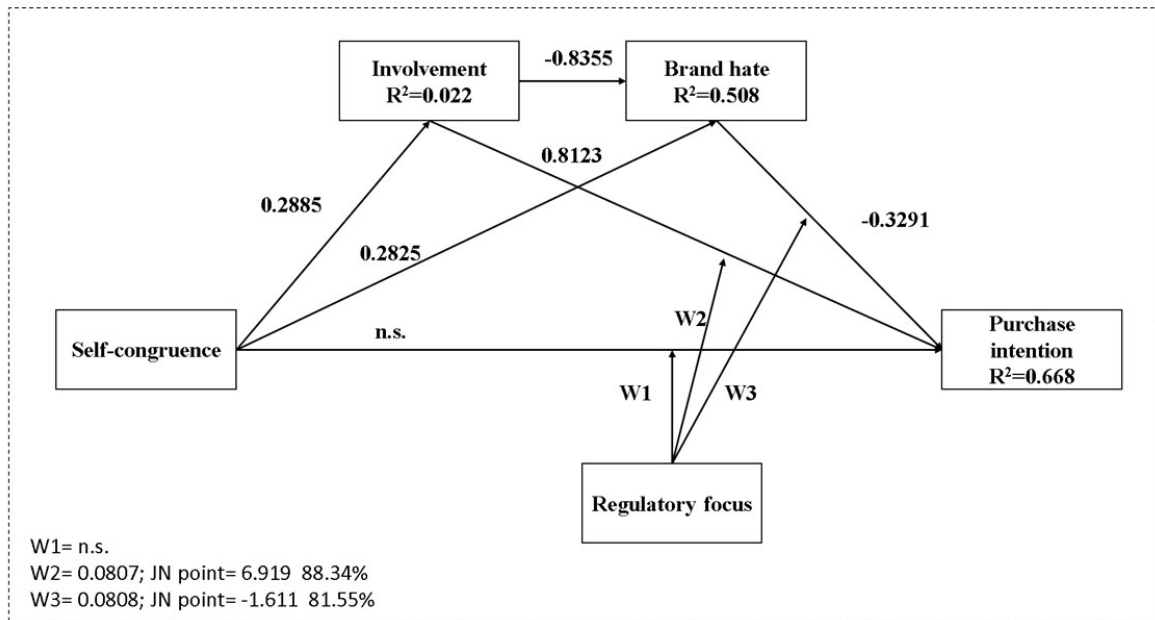 -0.8355
Involvement
R²=0.022
Brand hate
R²=0.508
0.8123
0.2885
-0.3291
0.2825
W2
Self-congruence
n.s.
Purchase
intention
R²=0.668
W1
W3
Regulatory focus
W1= n.s.
W2= 0.0807; JN point= 6.919 88.34%
W3= 0.0808; JN point= -1.611 81.55%